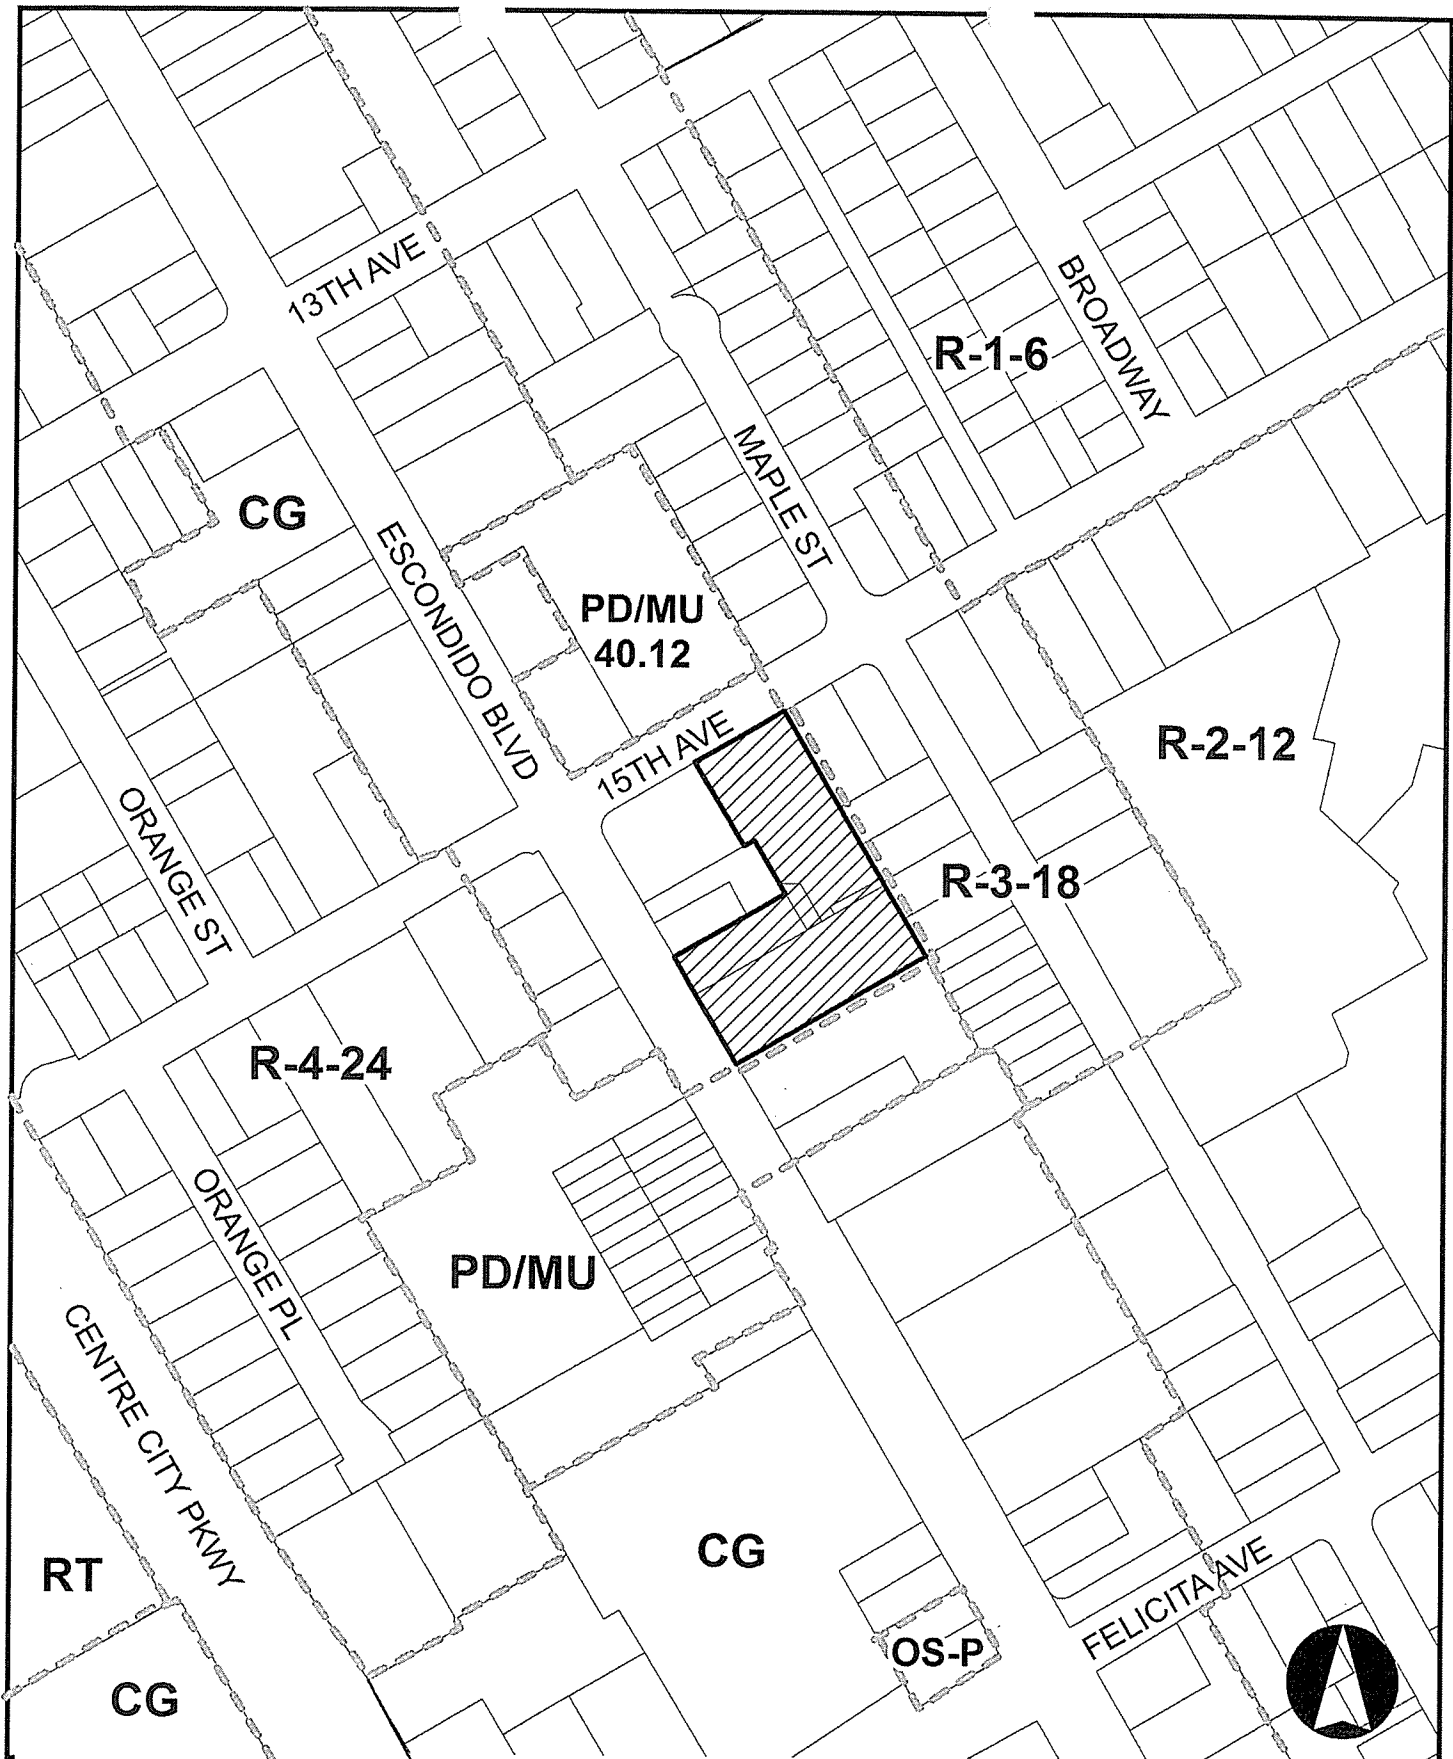 13TH AVE
BROADWAY
R-1-6
MAPLE ST
CG
ESCONDIDO BLVD
PD/MU
40.12
15TH AVE
R-2-12
ORANGE ST
R-3-18
R-4-24
ORANGE PL
PD/MU
CENTRE CITY PKWY
CG
RT
FELICITA AVE
OS-P
CG